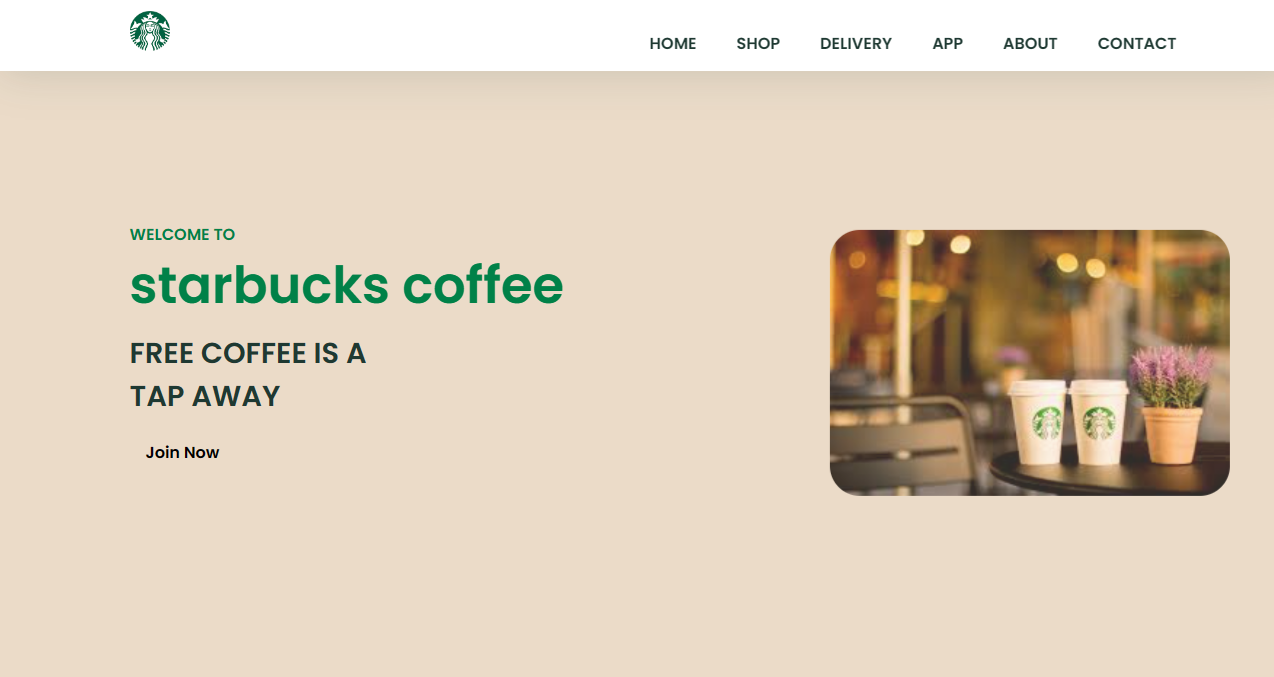 HOME SHOP DELIVERY APP ABOUT CONTACT
WELCOME TO
starbucks coffee
FREE COFFEE IS A
TAP AWAY
Join Now